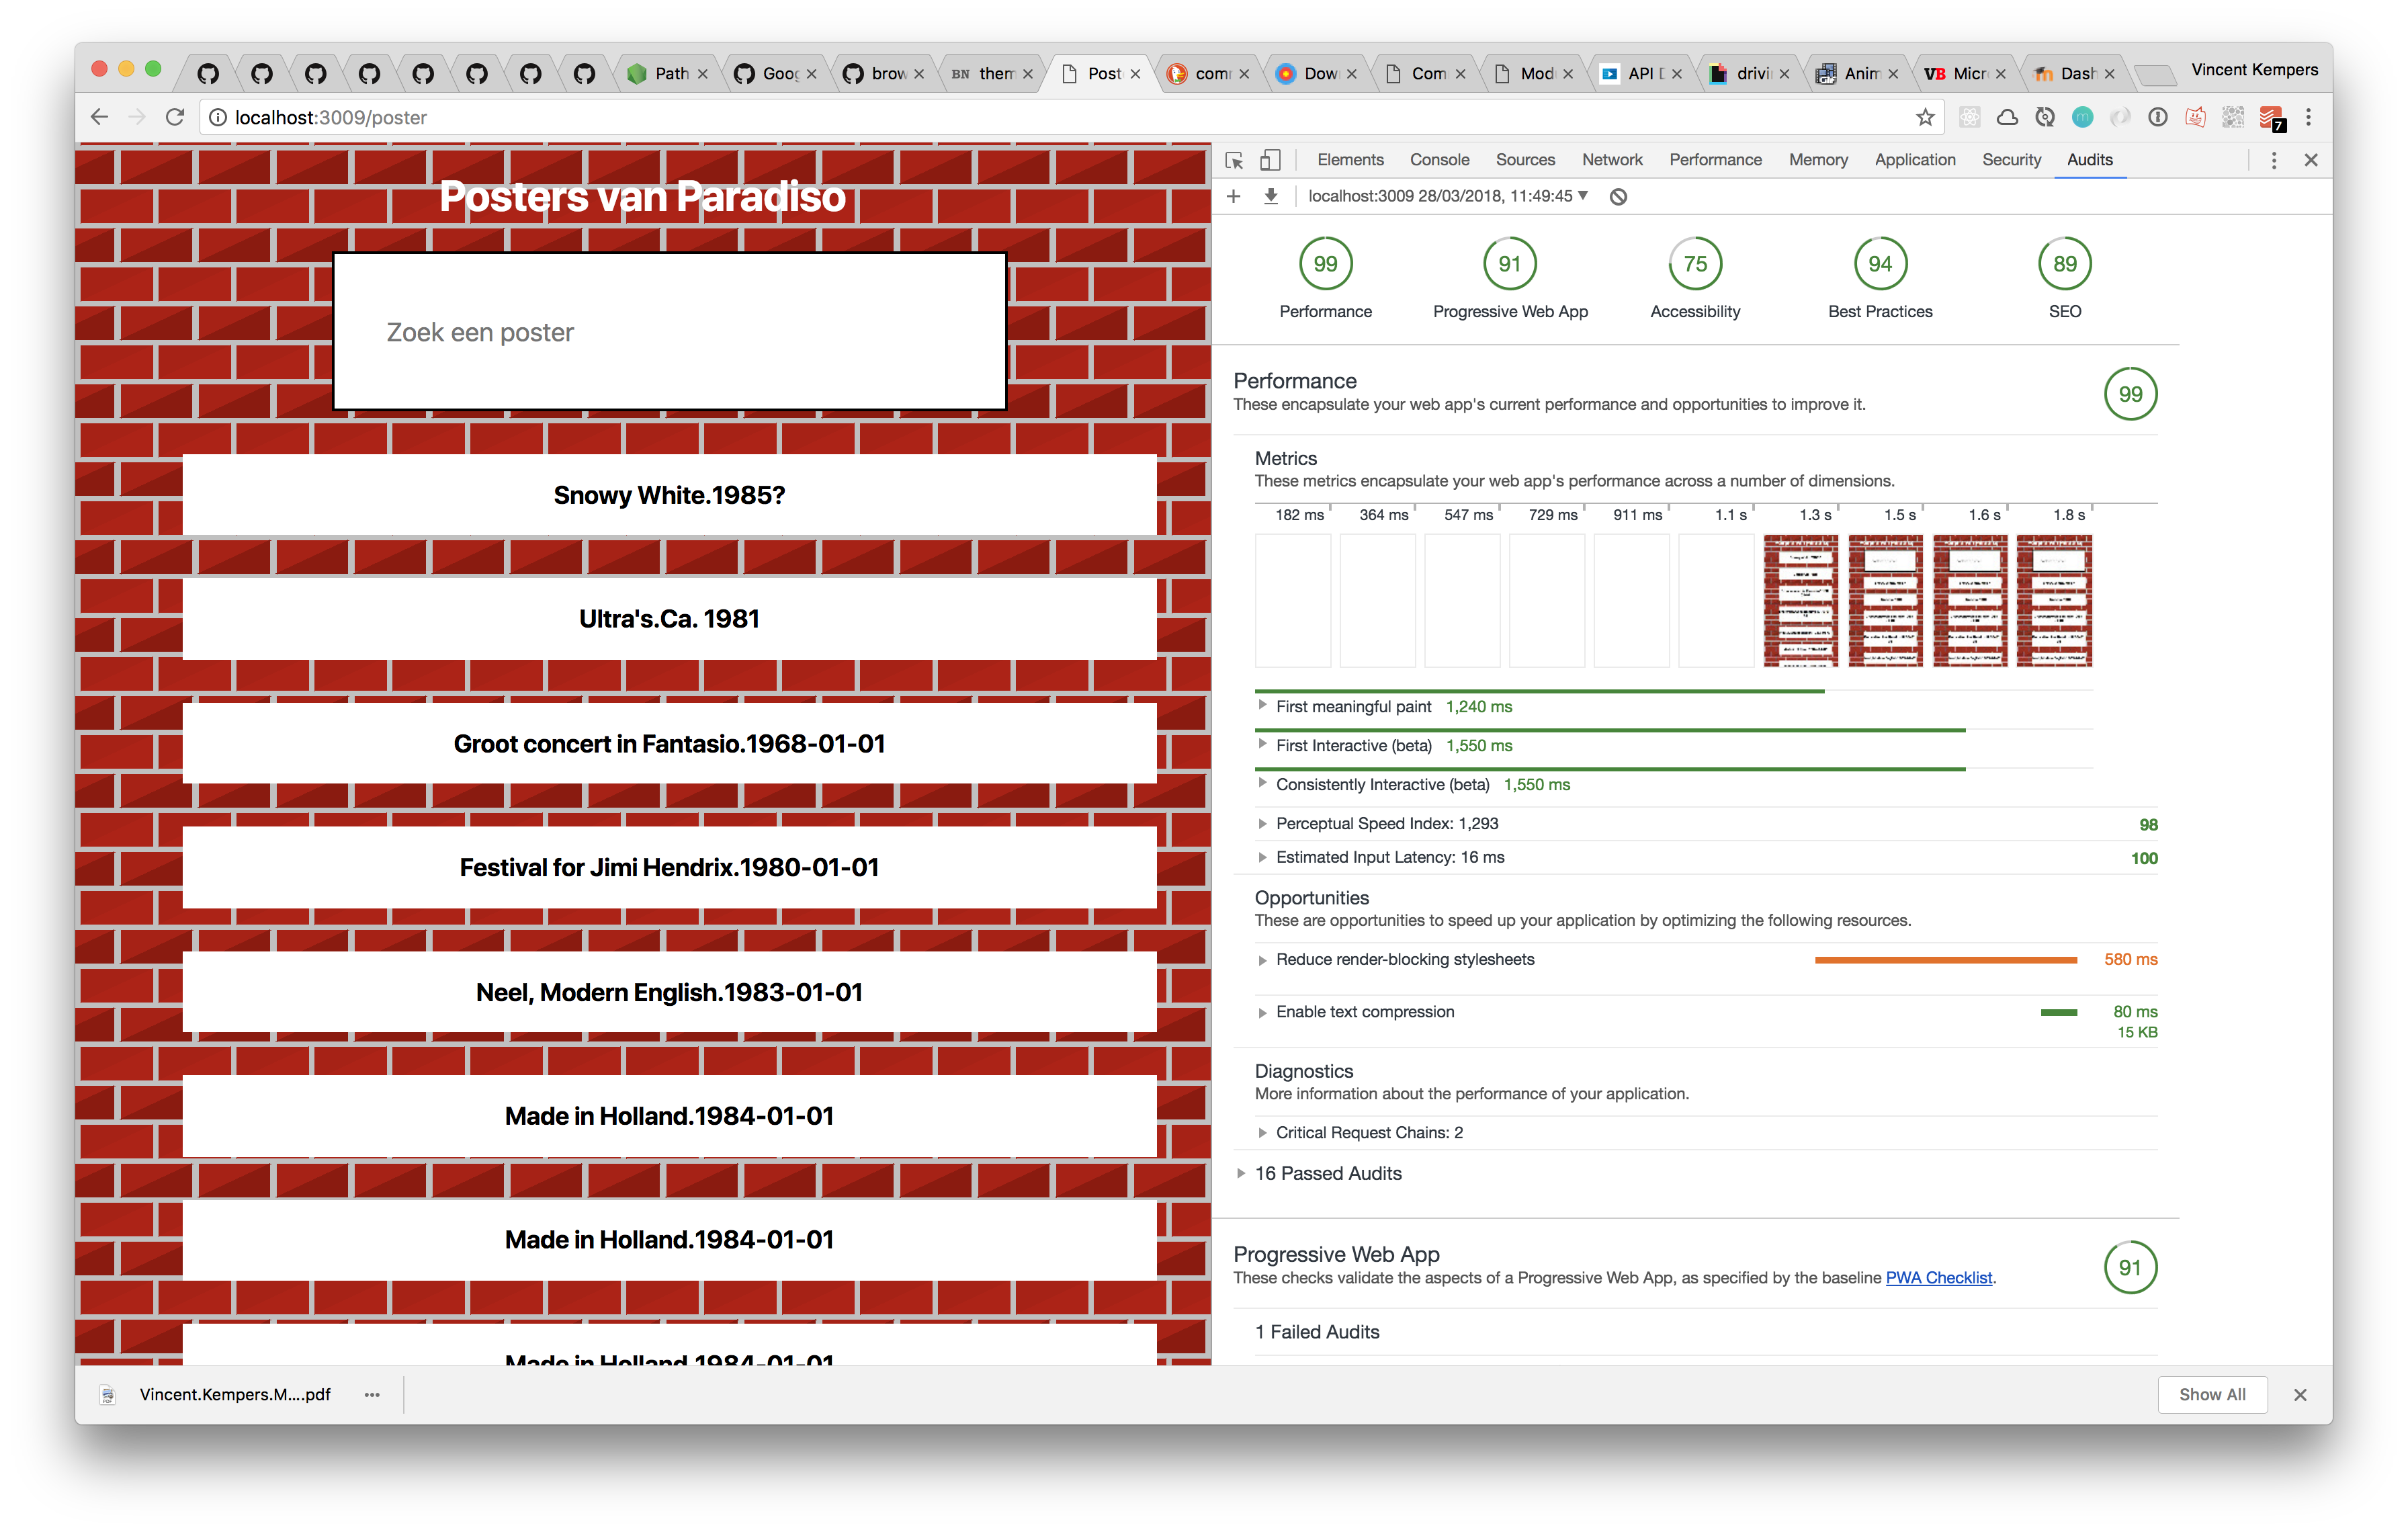 Path
Goog
brow
BN them
Post
com
Dow
Com
Mod
API D
drivi
Anim
VB Micr
Dash
Vincent Kempers
localhost:3009/poster
7
Posters van Paradiso
Zoek een poster
Snowy White.1985?
Ultra's.Ca. 1981
Groot concert in Fantasio.1968-01-01
Festival for Jimi Hendrix.1980-01-01
Neel, Modern English.1983-01-01
Made in Holland.1984-01-01
Made in Holland.1984-01-01
Made in Holland.1984-01-01
Elements Console Sources Network Performance Memory Application Security Audits
localhost:3009 28/03/2018, 11:49:45
99 91 75 94 89
Performance Progressive Web App Accessibility Best Practices SEO
Performance
These encapsulate your web app's current performance and opportunities to improve it.
99
Metrics
These metrics encapsulate your web app's performance across a number of dimensions.
182 ms 364 ms 547 ms 729 ms 911 ms 1.1 s 1.3 s 1.5 s 1.6 s 1.8 s
First meaningful paint 1,240 ms
First Interactive (beta) 1,550 ms
Consistently Interactive (beta) 1,550 ms
Perceptual Speed Index: 1,293 98
Estimated Input Latency: 16 ms 100
Opportunities
These are opportunities to speed up your application by optimizing the following resources.
Reduce render-blocking stylesheets 580 ms
Enable text compression 80 ms
15 KB
Diagnostics
More information about the performance of your application.
Critical Request Chains: 2
16 Passed Audits
Progressive Web App
These checks validate the aspects of a Progressive Web App, as specified by the baseline PWA Checklist.
91
1 Failed Audits
Vincent.Kempers.M....pdf
Show All